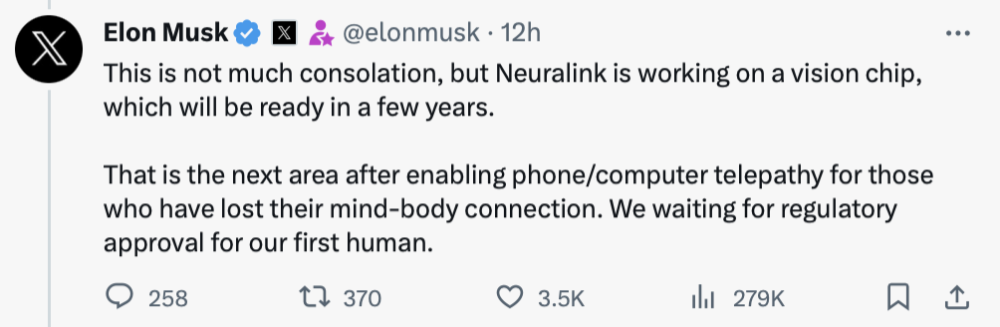 Elon Musk @elonmusk · 12h
This is not much consolation, but Neuralink is working on a vision chip,
which will be ready in a few years.
That is the next area after enabling phone/computer telepathy for those
who have lost their mind-body connection. We waiting for regulatory
approval for our first human.
258 370 3.5K 279K